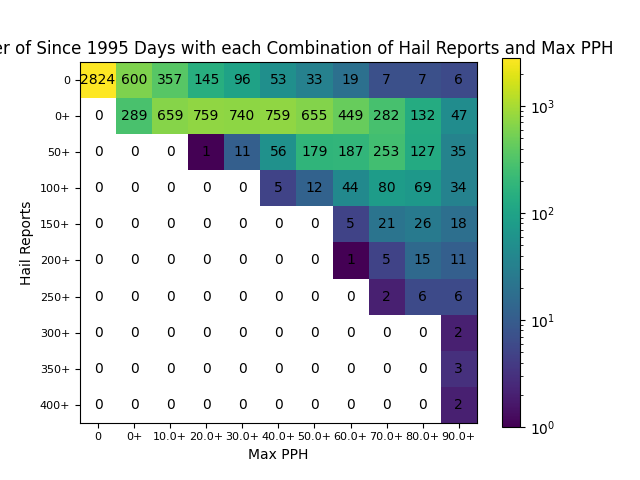 er of Since 1995 Days with each Combination of Hail Reports and Max PPH
0 2824 600 357 145 96 53 33 19 7 7 6
0+ 0 289 659 759 740 759 655 449 282 132 47
50+ 0 0 0 1 11 56 179 187 253 127 35
100+ 0 0 0 0 0 5 12 44 80 69 34
150+ 0 0 0 0 0 0 0 5 21 26 18
200+ 0 0 0 0 0 0 0 1 5 15 11
250+ 0 0 0 0 0 0 0 0 2 6 6
300+ 0 0 0 0 0 0 0 0 0 0 2
350+ 0 0 0 0 0 0 0 0 0 0 3
400+ 0 0 0 0 0 0 0 0 0 0 2
0 0+ 10.0+ 20.0+ 30.0+ 40.0+ 50.0+ 60.0+ 70.0+ 80.0+ 90.0+
Max PPH
Hail Reports
10³
10²
10¹
10⁰